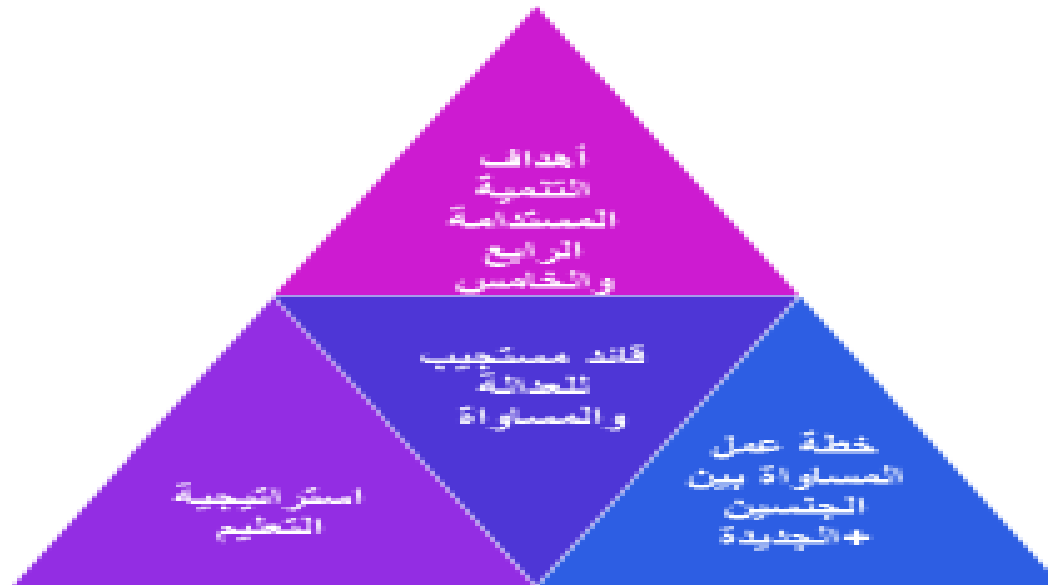 أهداف
التنمية
المستدامة
الرابع
والخامس
قائد مستجيب
للعدالة
والمساواة
استراتيجية
التعليم
خطة عمل
المساواة بين
الجنسين
+الجديدة